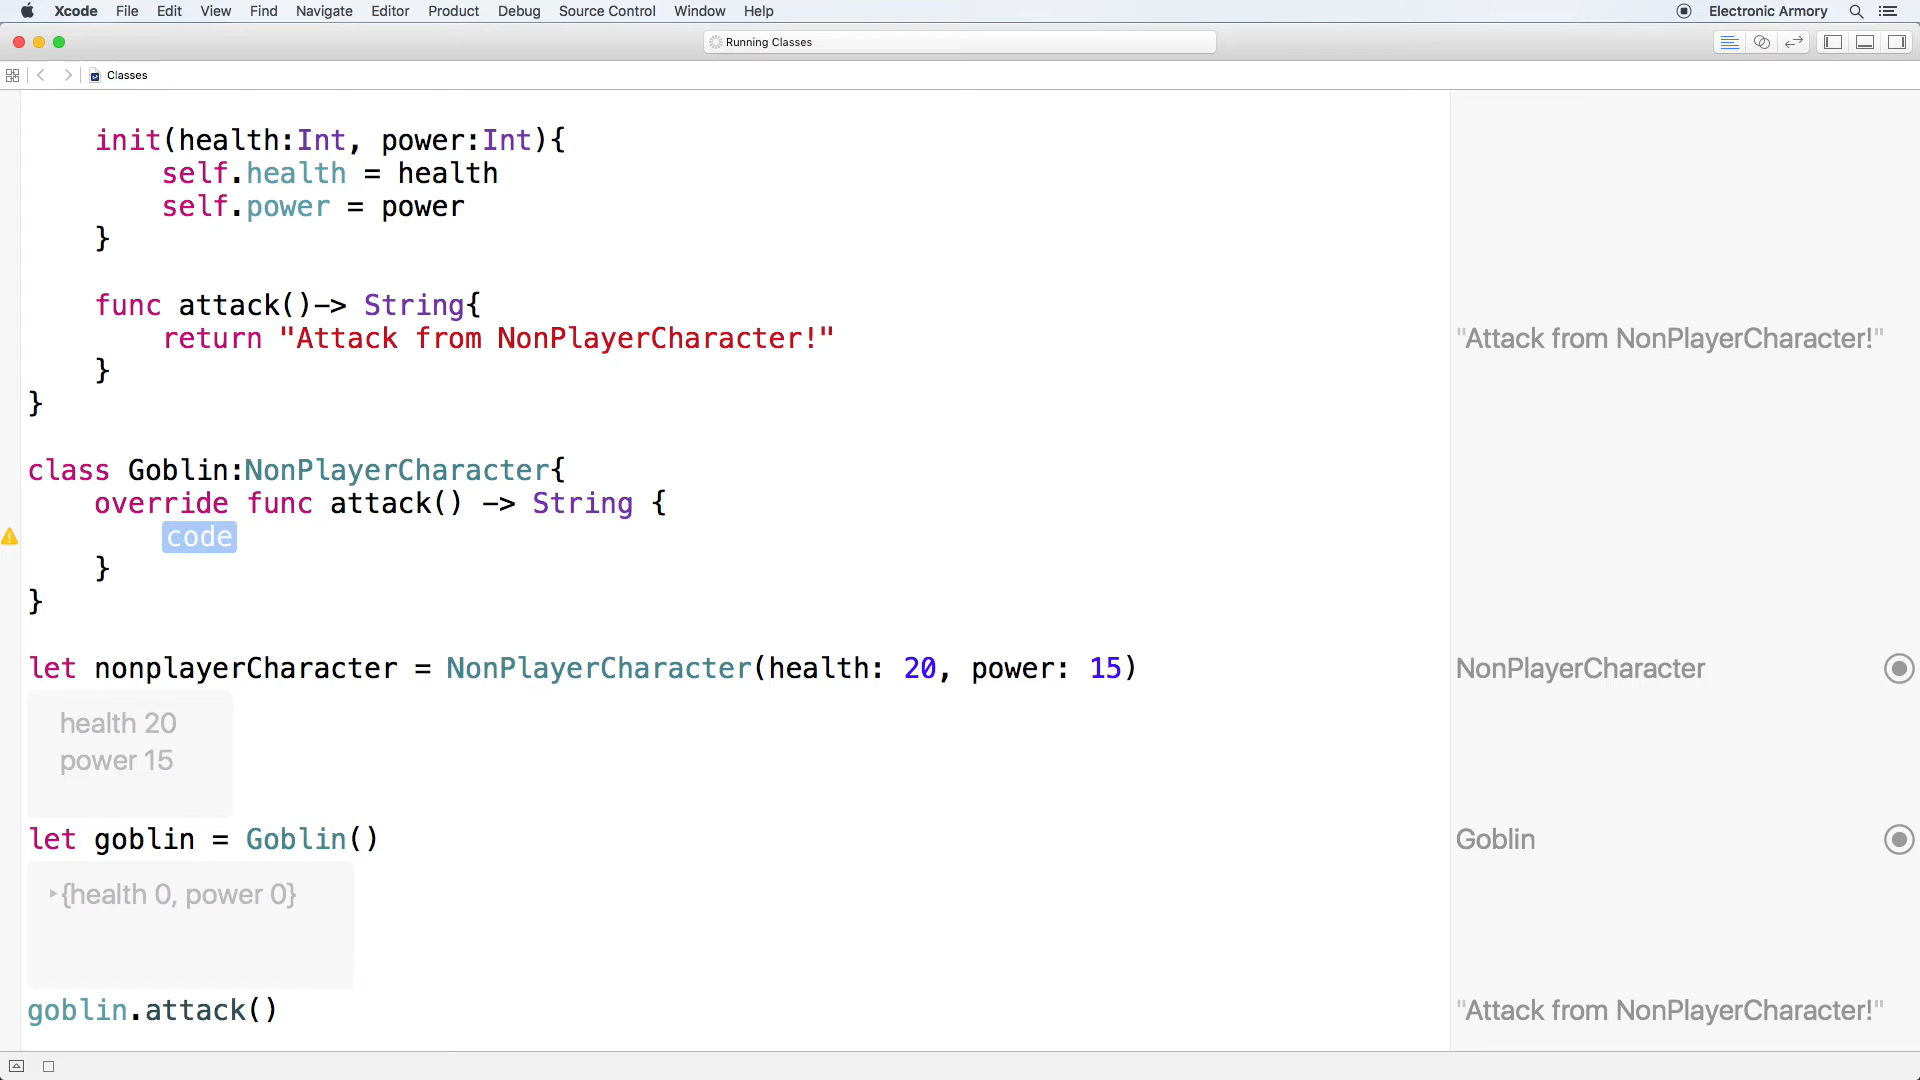 Xcode File Edit View Find Navigate Editor Product Debug Source Control Window Help Electronic Armory
Running Classes
Classes
init(health:Int, power:Int){ 
self.health = health
self.power = power
}
func attack()-> String{
return "Attack from NonPlayerCharacter!" "Attack from NonPlayerCharacter!"
}
}
class Goblin:NonPlayerCharacter{
override func attack() -> String {
code
}
}
let nonplayerCharacter = NonPlayerCharacter(health: 20, power: 15) NonPlayerCharacter
health 20
power 15
let goblin = Goblin() Goblin
{health 0, power 0}
goblin.attack() "Attack from NonPlayerCharacter!"